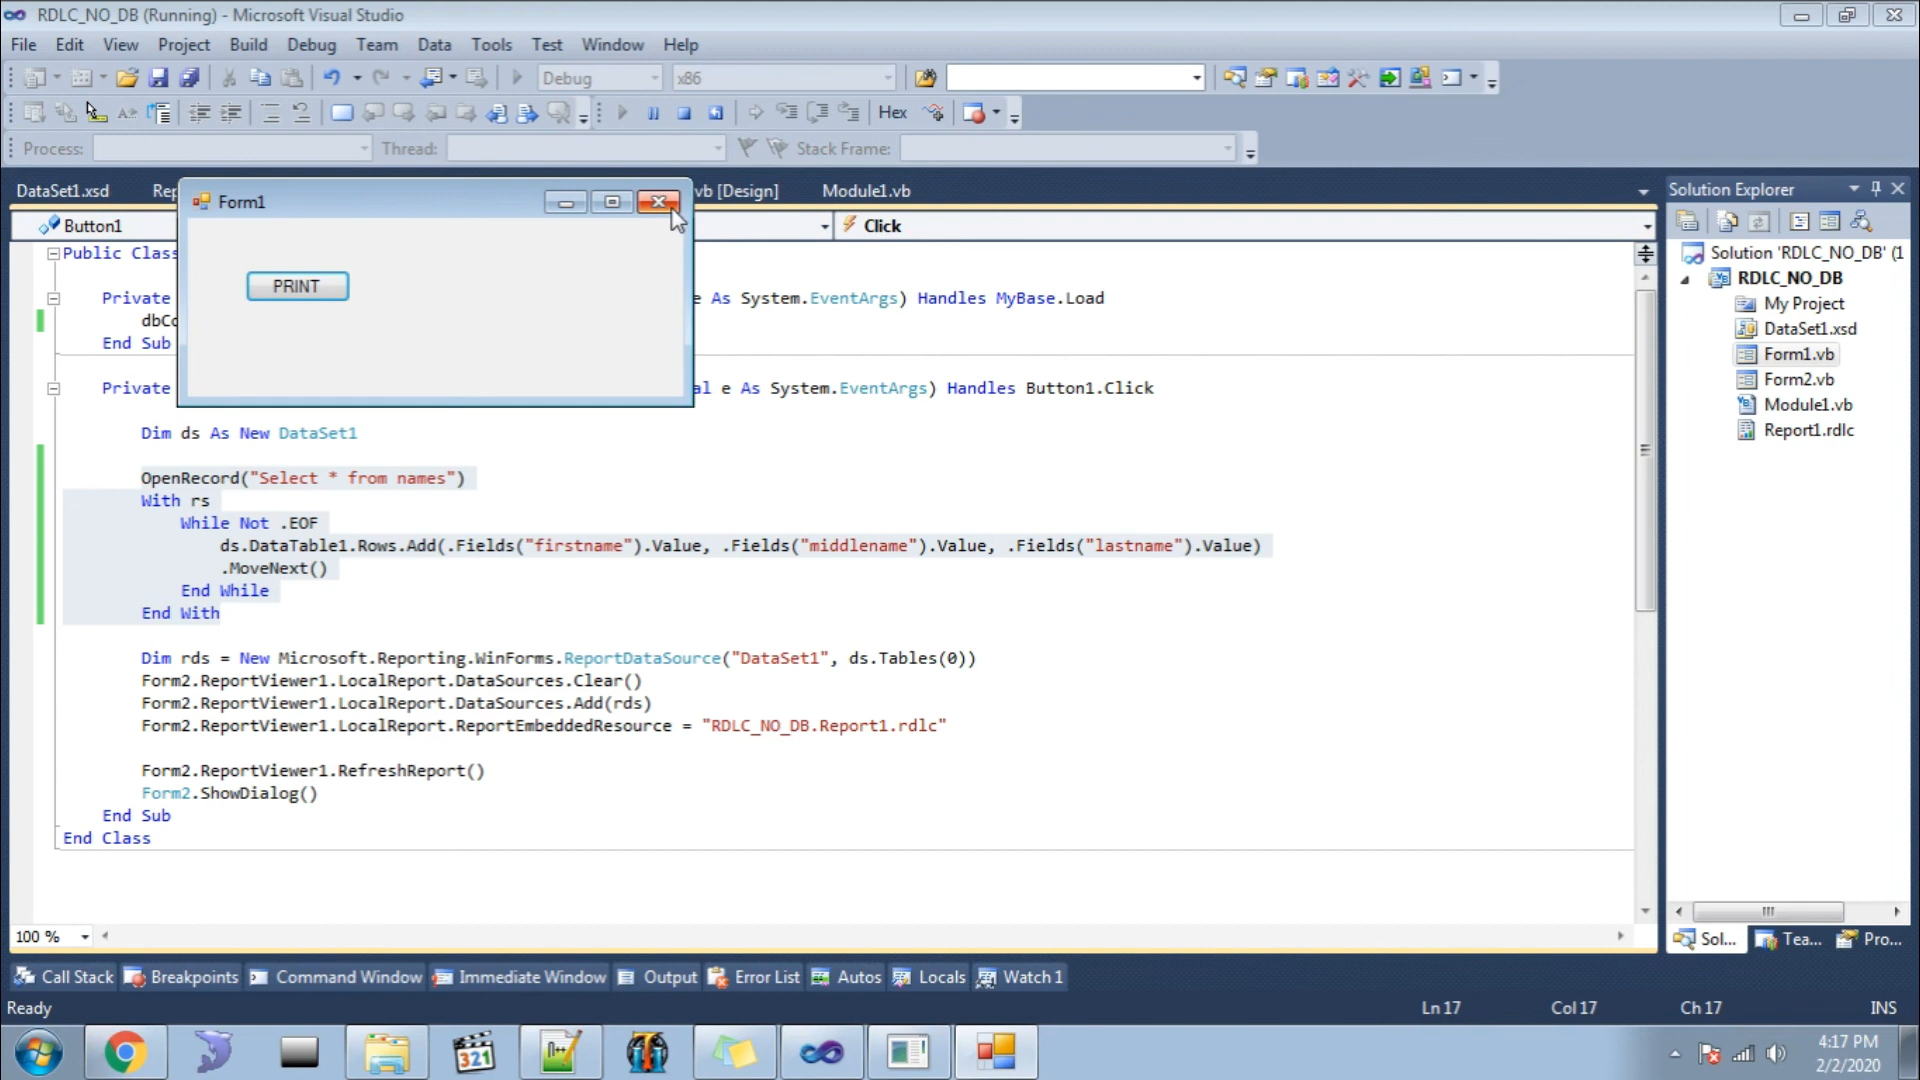 RDLC_NO_DB (Running) - Microsoft Visual Studio
File Edit View Project Build Debug Team Data Tools Test Window Help
Debug x86
Hex
Process: Thread: Stack Frame:
DataSet1.xsd Rep vb [Design] Module1.vb
Form1
Button1 Click
PRINT
Public Class
Private e As System.EventArgs) Handles MyBase.Load
dbCo
End Sub
Private al e As System.EventArgs) Handles Button1.Click
Dim ds As New DataSet1
OpenRecord("Select * from names")
With rs
While Not .EOF
ds.DataTable1.Rows.Add(.Fields("firstname").Value, .Fields("middlename").Value, .Fields("lastname").Value)
.MoveNext()
End While
End With
Dim rds = New Microsoft.Reporting.WinForms.ReportDataSource("DataSet1", ds.Tables(0))
Form2.ReportViewer1.LocalReport.DataSources.Clear()
Form2.ReportViewer1.LocalReport.DataSources.Add(rds)
Form2.ReportViewer1.LocalReport.ReportEmbeddedResource = "RDLC_NO_DB.Report1.rdlc"
Form2.ReportViewer1.RefreshReport()
Form2.ShowDialog()
End Sub
End Class
100 %
Solution Explorer
Solution 'RDLC_NO_DB' (1
RDLC_NO_DB
My Project
DataSet1.xsd
Form1.vb
Form2.vb
Module1.vb
Report1.rdlc
Sol... Tea... Pro...
Call Stack Breakpoints Command Window Immediate Window Output Error List Autos Locals Watch 1
Ready Ln 17 Col 17 Ch 17 INS
321
4:17 PM
2/2/2020